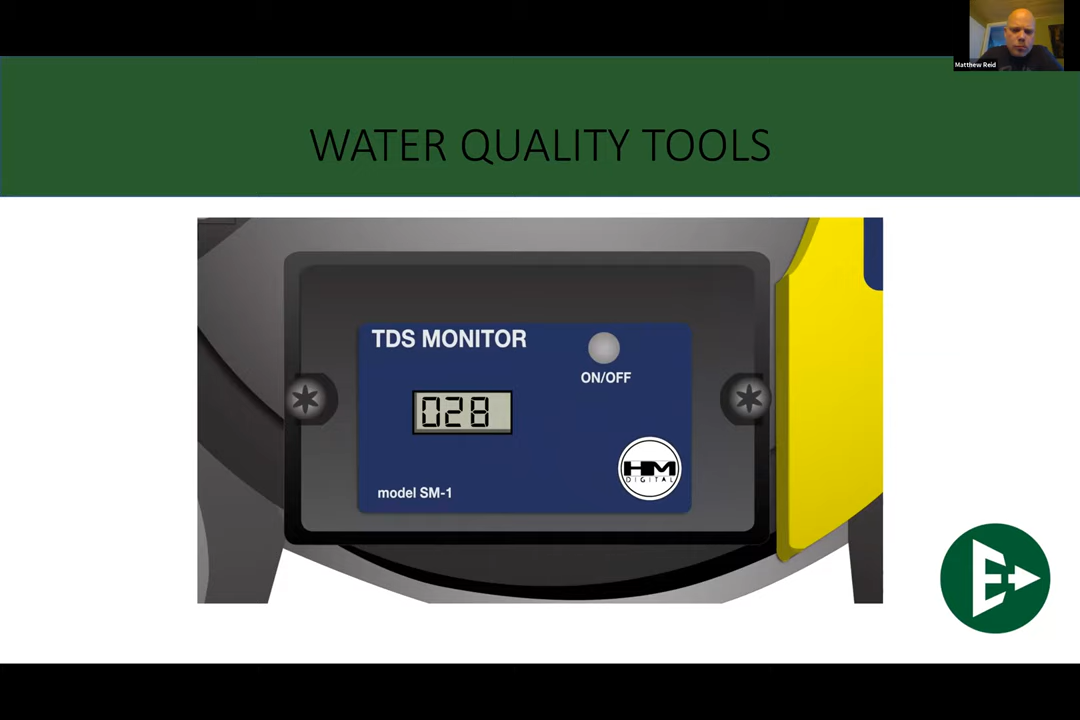 Matthew Reid
WATER QUALITY TOOLS
TDS MONITOR
ON/OFF
028
HM
DIGITAL
model SM-1
E